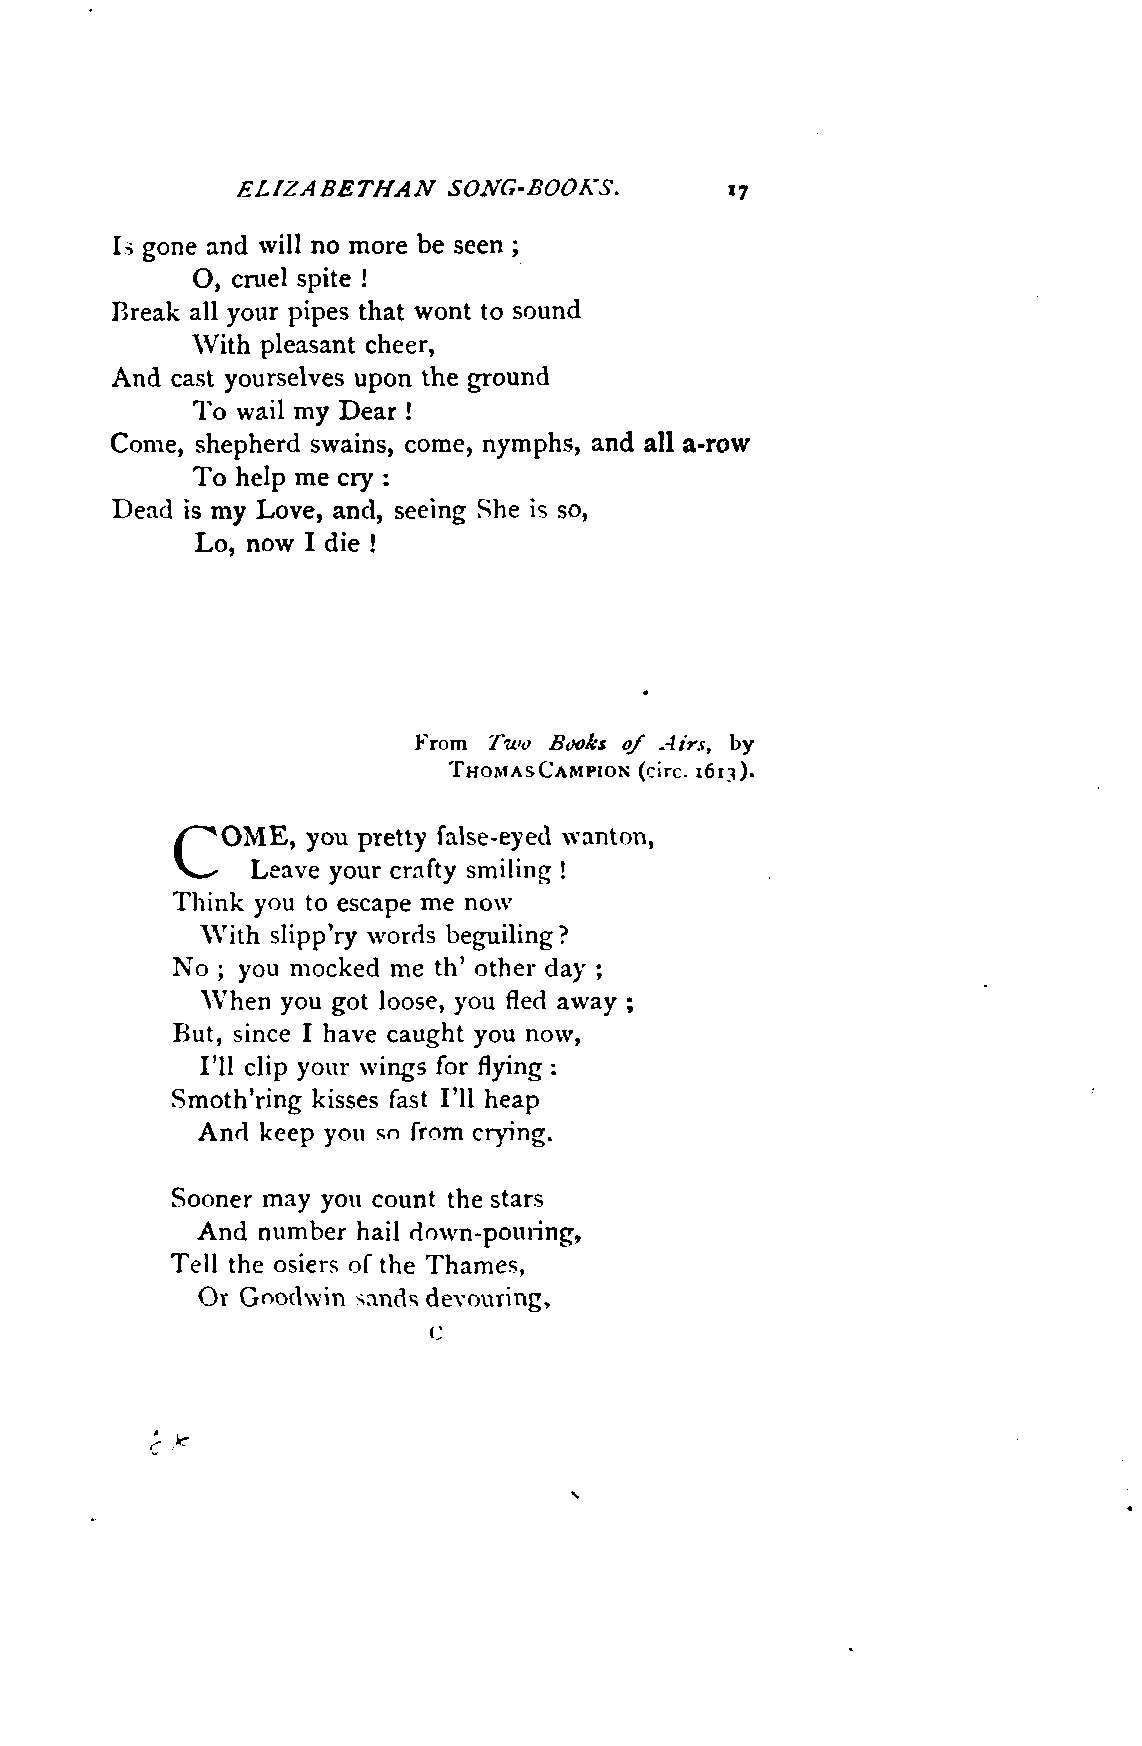 ELIZABETHAN SONG-BOOKS. 17
Is gone and will no more be seen ;
O, cruel spite !
Break all your pipes that wont to sound
With pleasant cheer,
And cast yourselves upon the ground
To wail my Dear !
Come, shepherd swains, come, nymphs, and all a-row
To help me cry :
Dead is my Love, and, seeing She is so,
Lo, now I die !
From Two Books of Airs, by
THOMAS CAMPION (circ. 1613).
COME, you pretty false-eyed wanton,
Leave your crafty smiling !
Think you to escape me now
With slipp'ry words beguiling ?
No ; you mocked me th' other day ;
When you got loose, you fled away ;
But, since I have caught you now,
I'll clip your wings for flying :
Smoth'ring kisses fast I'll heap
And keep you so from crying.
Sooner may you count the stars
And number hail down-pouring,
Tell the osiers of the Thames,
Or Goodwin sands devouring,
C